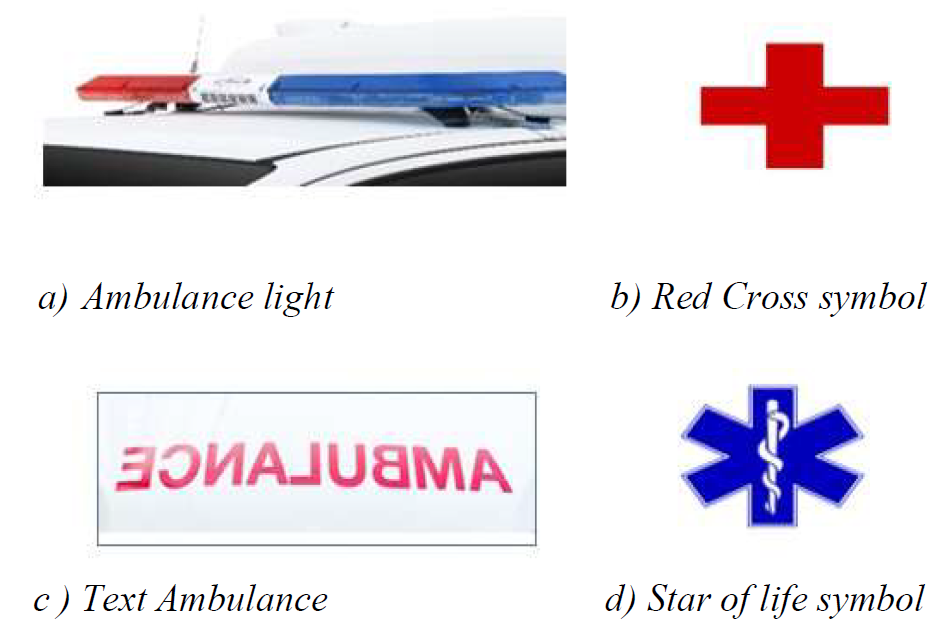 a) Ambulance light
b) Red Cross symbol
AMBULANCE
c ) Text Ambulance
d) Star of life symbol